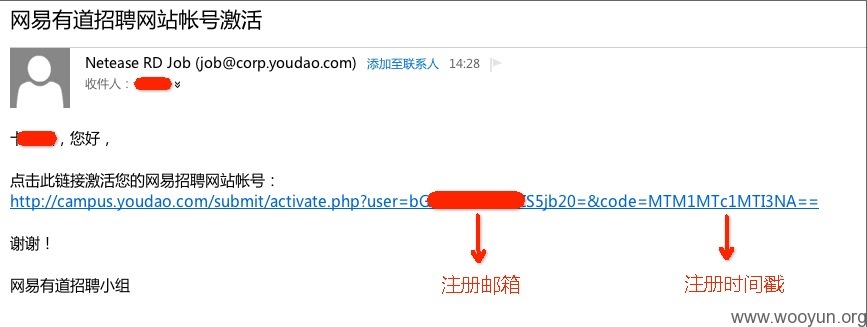 网易有道招聘网站帐号激活
Netease RD Job (job@corp.youdao.com) 添加至联系人 14:28
收件人：
，您好，
点击此链接激活您的网易招聘网站帐号：
http://campus.youdao.com/submit/activate.php?user=bG S5jb20=&code=MTM1MTc1MTI3NA==
谢谢！
网易有道招聘小组
注册邮箱
注册时间戳
www.wooyun.org